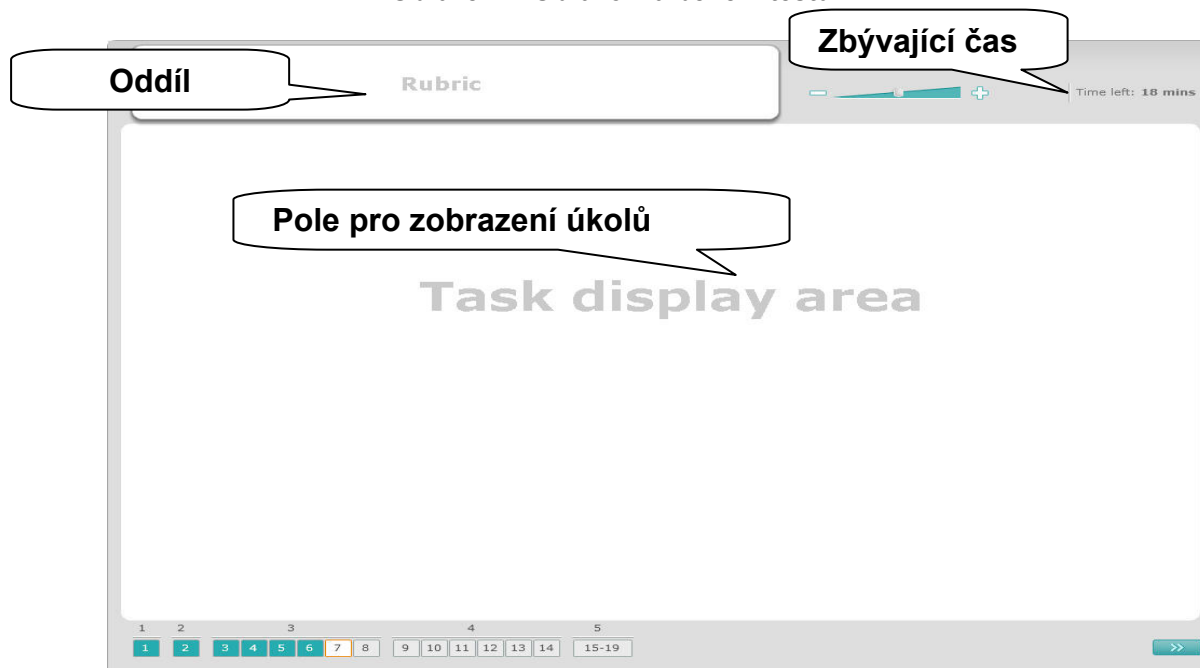 Zbývající čas
Oddíl
Rubric
Time left: 18 mins
Pole pro zobrazení úkolů
Task display area
1 2 3 4 5
1 2 3 4 5 6 7 8 9 10 11 12 13 14 15-19
>>